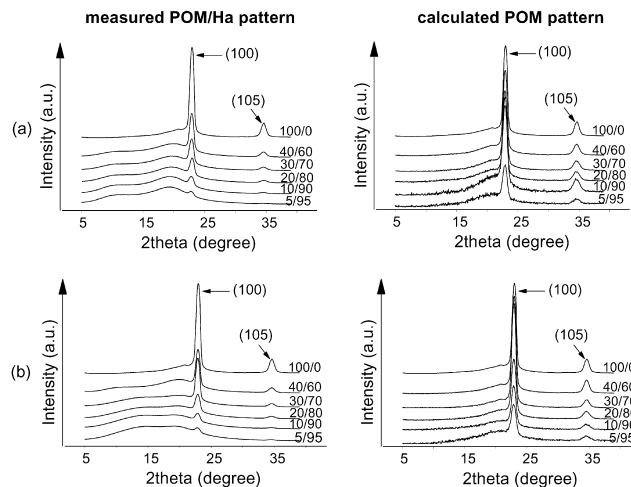 measured POM/Ha pattern
calculated POM pattern
(a)
Intensity (a.u.)
(100)
(105)
100/0
40/60
30/70
20/80
10/90
5/95
5 15 25 35
2theta (degree)
Intensity (a.u.)
(100)
(105)
100/0
40/60
30/70
20/80
10/90
5/95
5 15 25 35
2theta (degree)
(b)
Intensity (a.u.)
(100)
(105)
100/0
40/60
30/70
20/80
10/90
5/95
5 15 25 35
2theta (degree)
Intensity (a.u.)
(100)
(105)
100/0
40/60
30/70
20/80
10/90
5/95
5 15 25 35
2theta (degree)